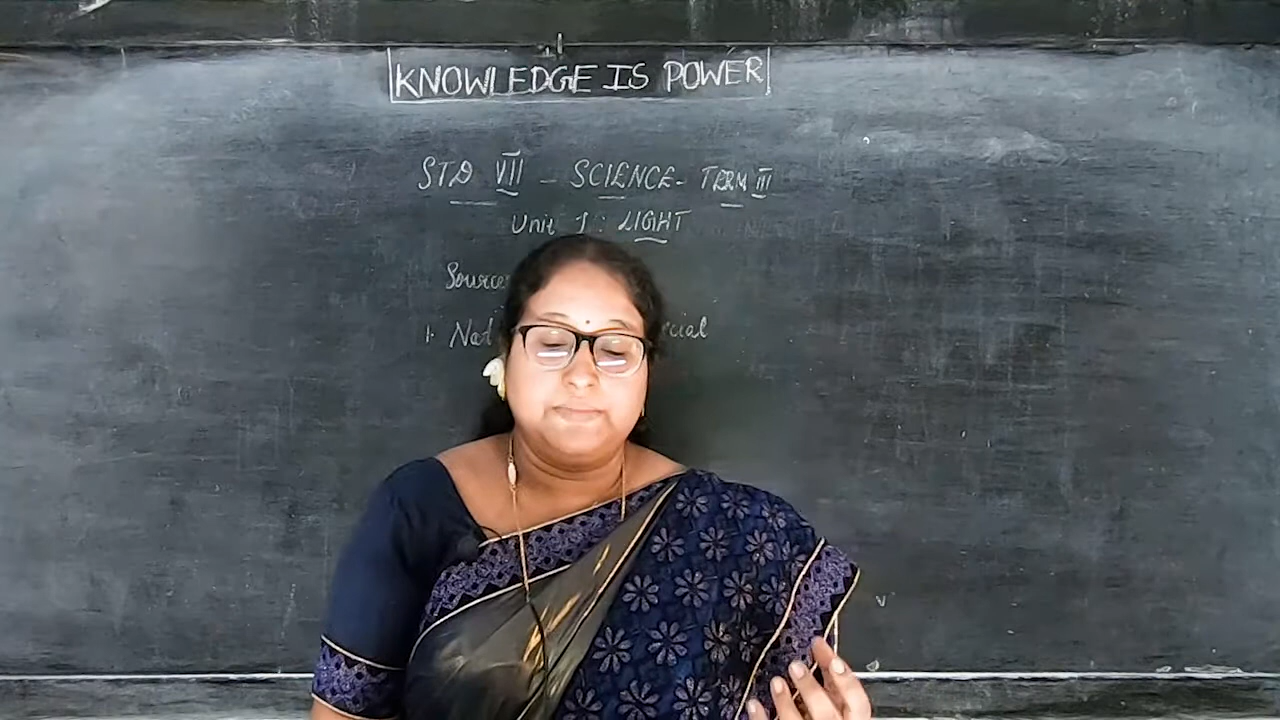 KNOWLEDGE IS POWER
STD VII - SCIENCE - TERM III
Unit 1 : LIGHT